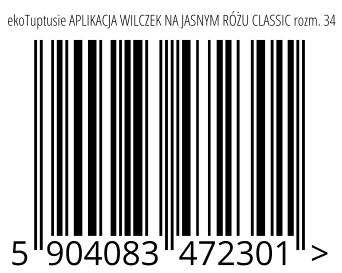 ekoTuptusie APLIKACJA WILCZEK NA JASNYM RÓŻU CLASSIC rozm. 34
5 904083 472301 >